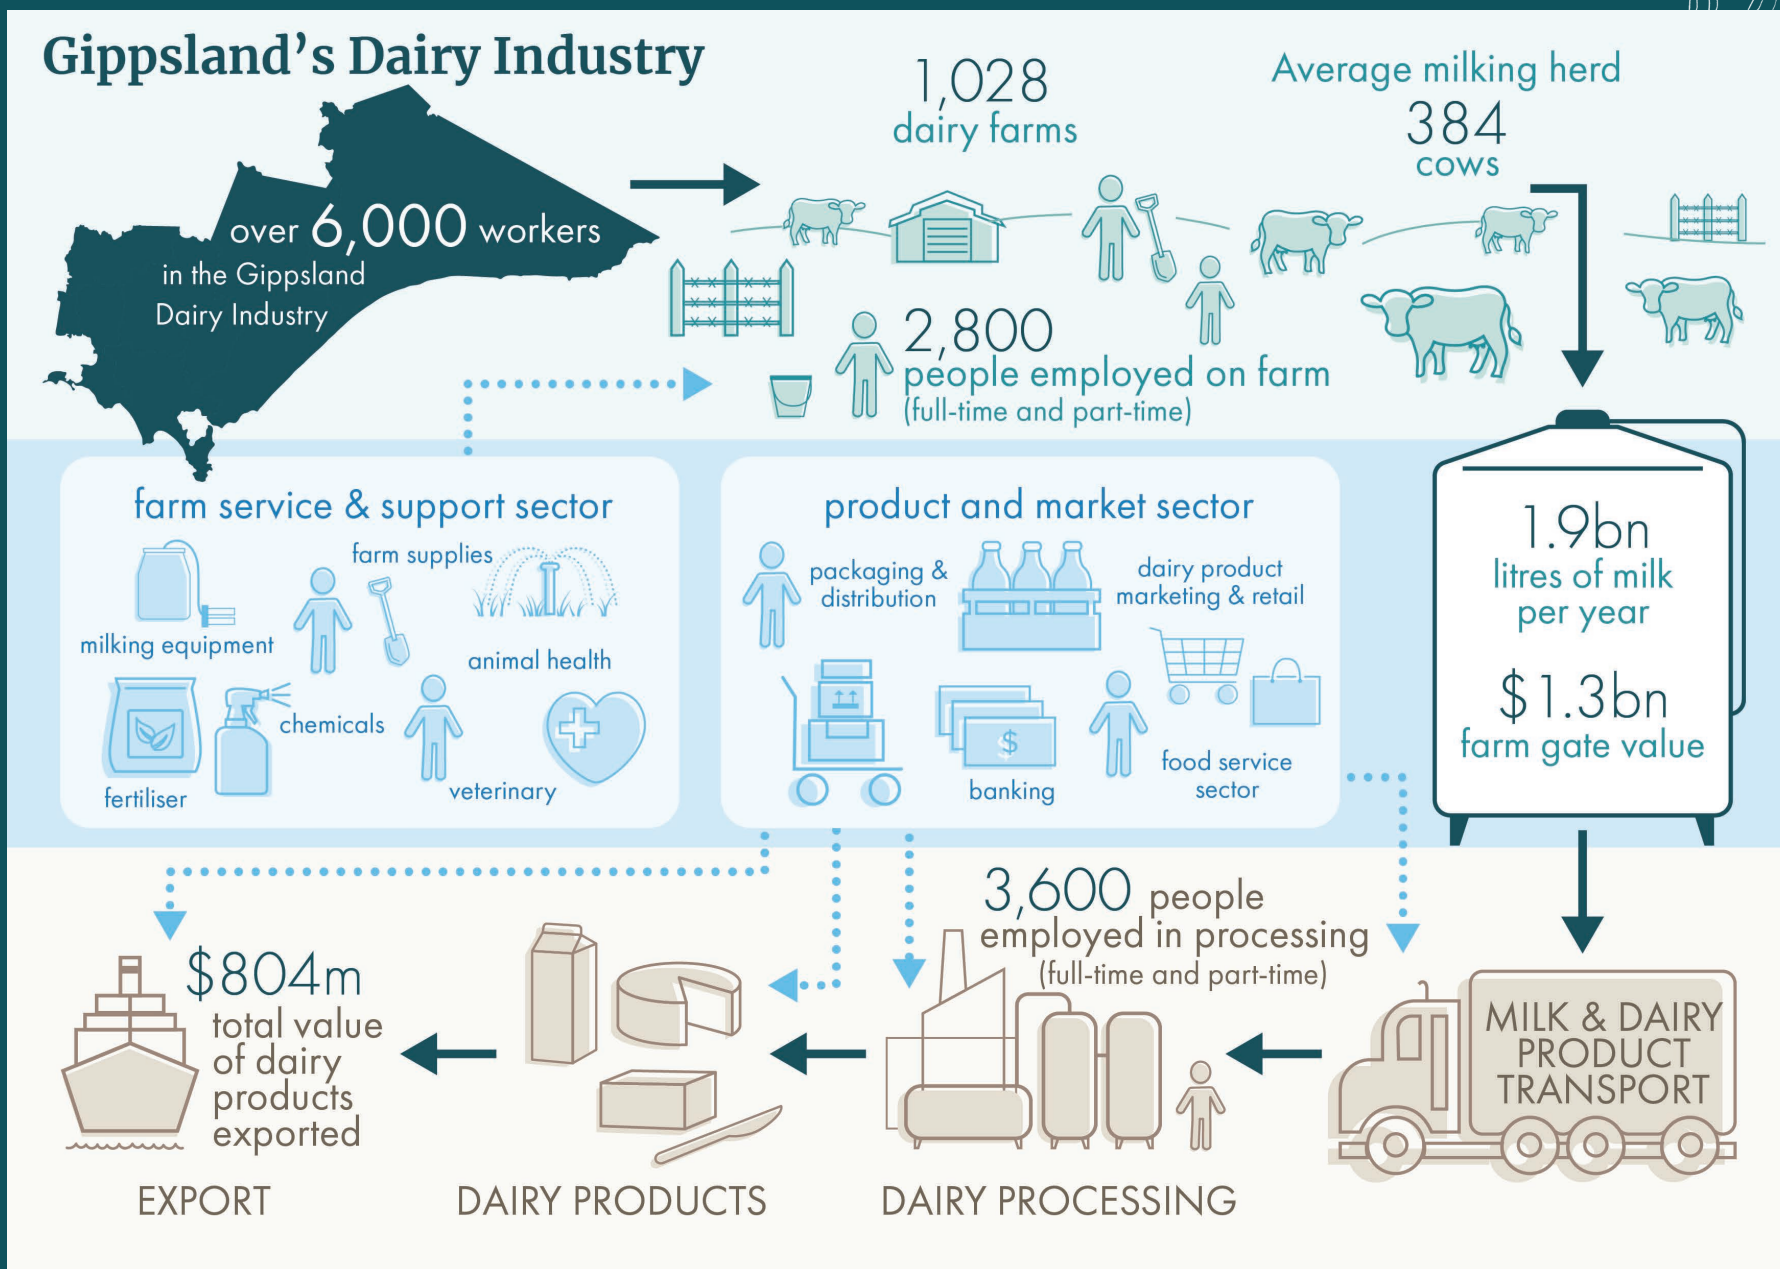 Gippsland's Dairy Industry
over 6,000 workers
in the Gippsland
Dairy Industry
1,028
dairy farms
Average milking herd
384
cows
2,800
people employed on farm
(full-time and part-time)
farm service & support sector
farm supplies
milking equipment
animal health
chemicals
fertiliser
veterinary
product and market sector
packaging &
distribution
dairy product
marketing & retail
$
banking
food service
sector
1.9bn
litres of milk
per year
$1.3bn
farm gate value
MILK & DAIRY
PRODUCT
TRANSPORT
3,600 people
employed in processing
(full-time and part-time)
DAIRY PROCESSING
DAIRY PRODUCTS
$804m
total value
of dairy
products
exported
EXPORT